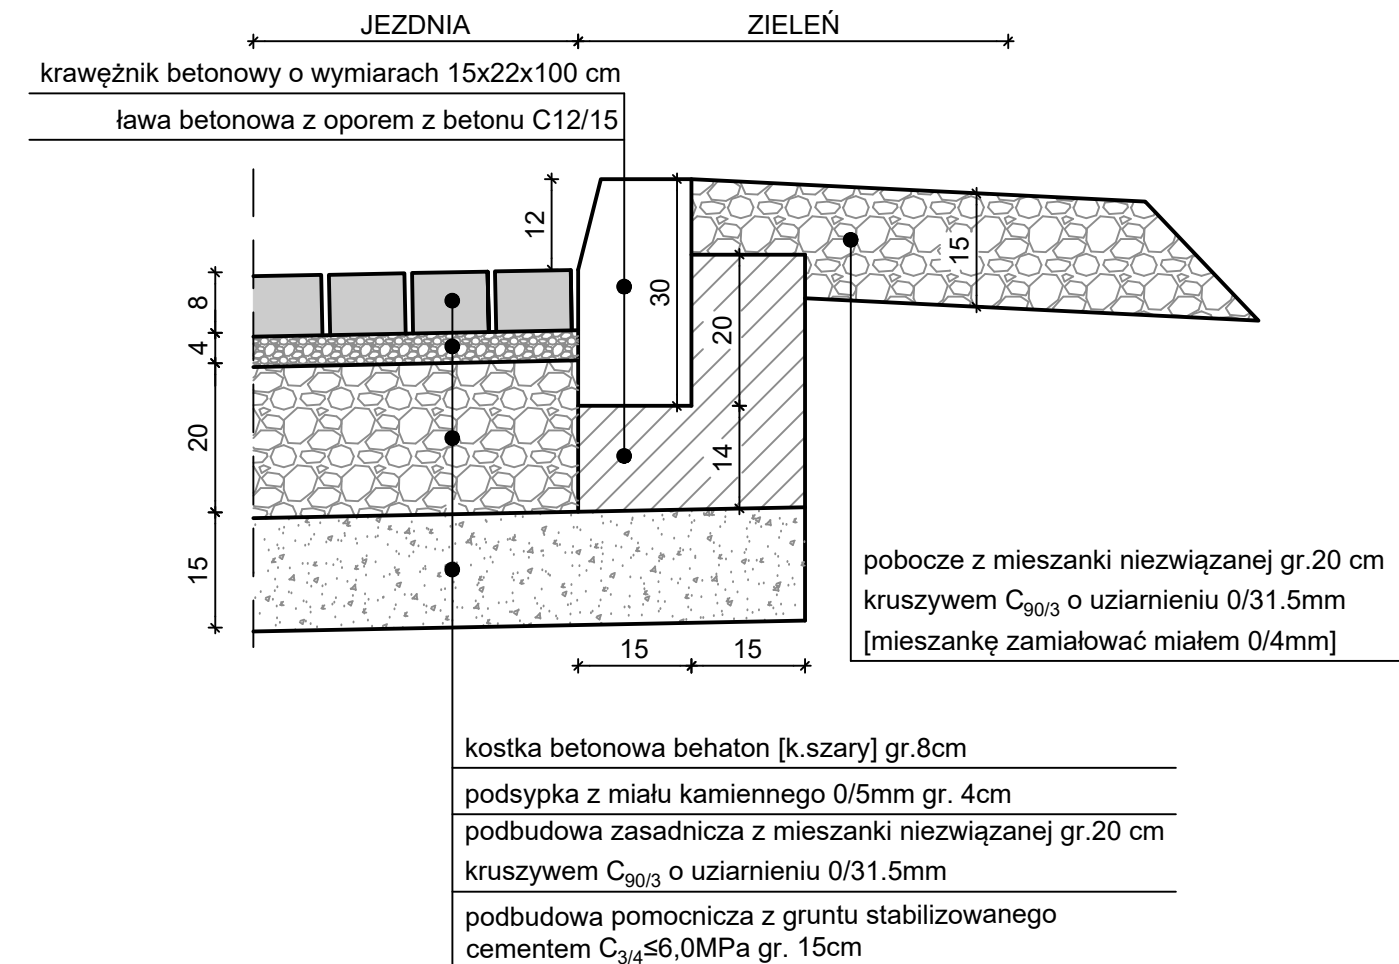 JEZDNIA
ZIELEŃ
krawężnik betonowy o wymiarach 15x22x100 cm
ława betonowa z oporem z betonu C12/15
12
8
4
20
15
30
20
14
15
15
15
pobocze z mieszanki niezwiązanej gr.20 cm
kruszywem C90/3 o uziarnieniu 0/31.5mm
[mieszankę zamiałować miałem 0/4mm]
kostka betonowa behaton [k.szary] gr.8cm
podsypka z miału kamiennego 0/5mm gr. 4cm
podbudowa zasadnicza z mieszanki niezwiązanej gr.20 cm
kruszywem C90/3 o uziarnieniu 0/31.5mm
podbudowa pomocnicza z gruntu stabilizowanego
cementem C3/4≤6,0MPa gr. 15cm